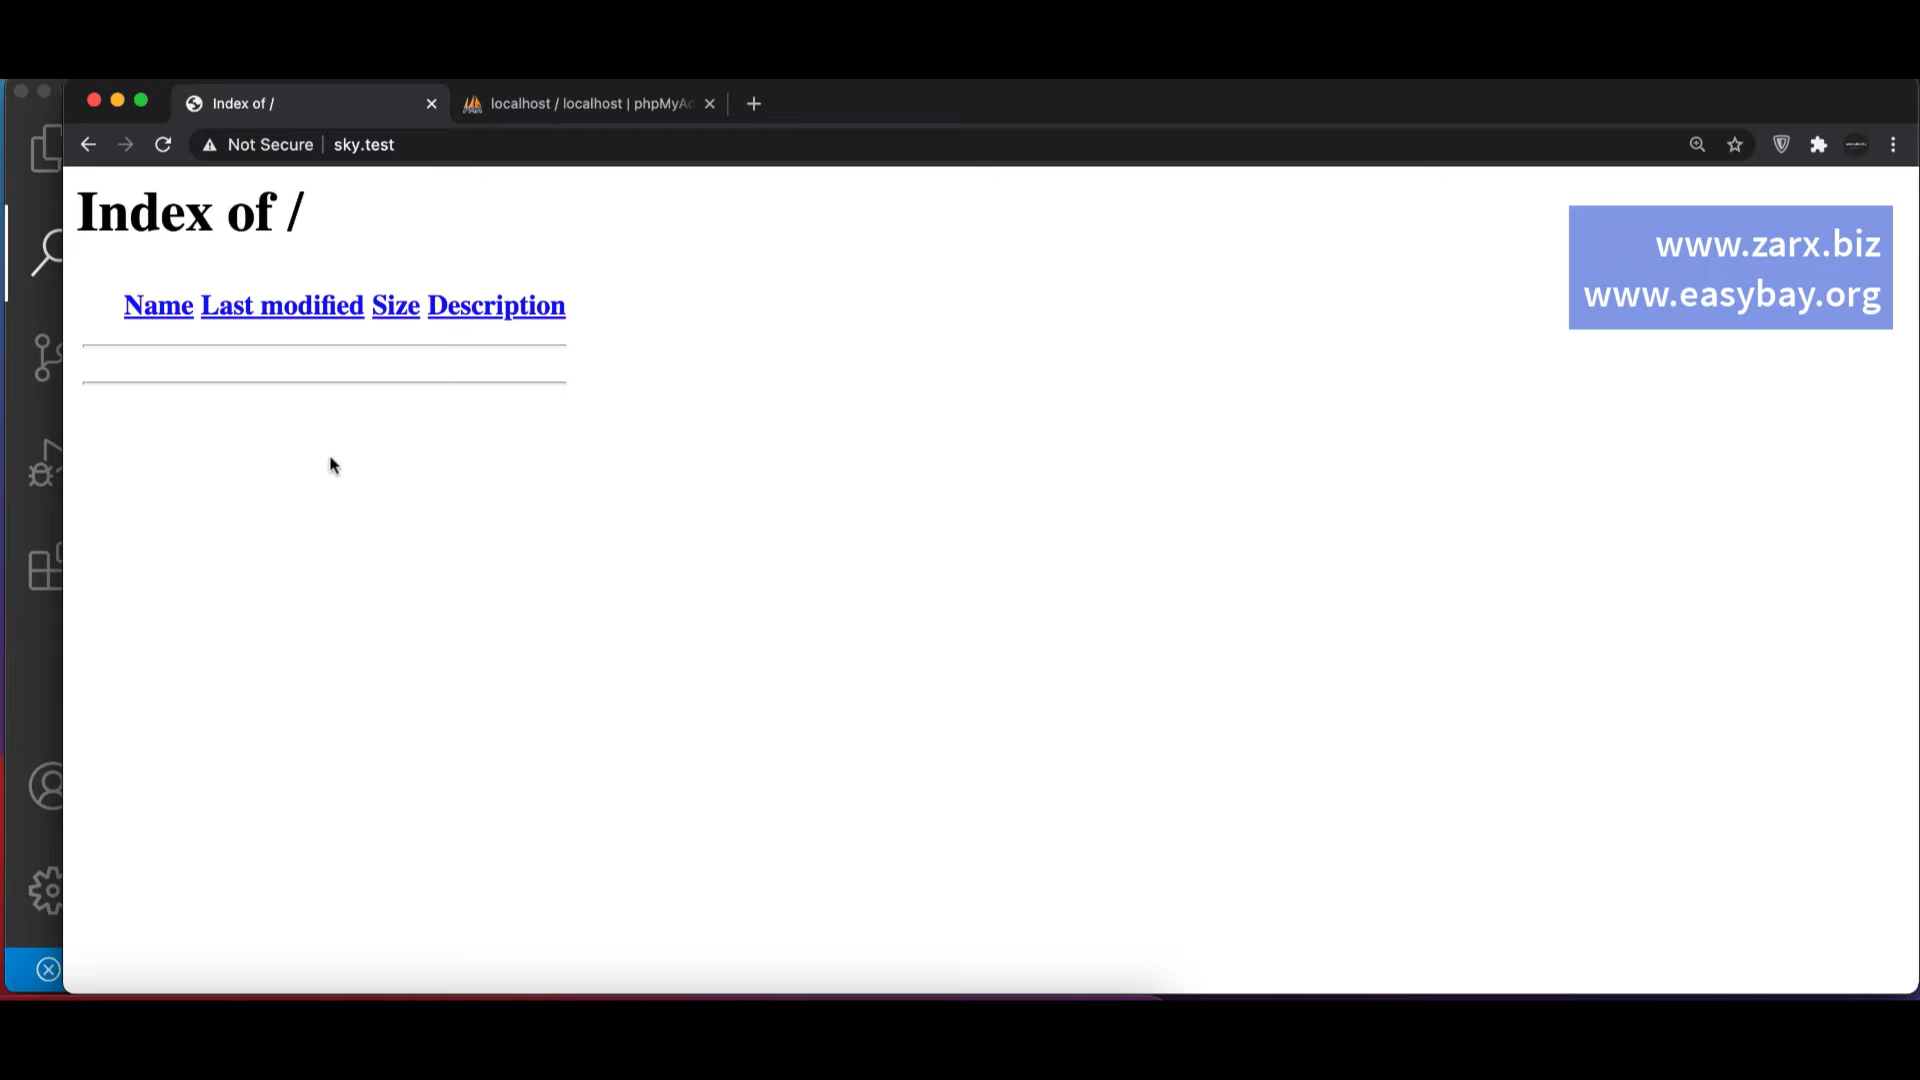 Index of /
localhost / localhost | phpMyAd
Not Secure
sky.test
Index of /
www.zarx.biz
www.easybay.org
Name Last modified Size Description